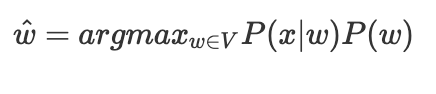 ŵ = argmax_{w∈V} P(x|w)P(w)